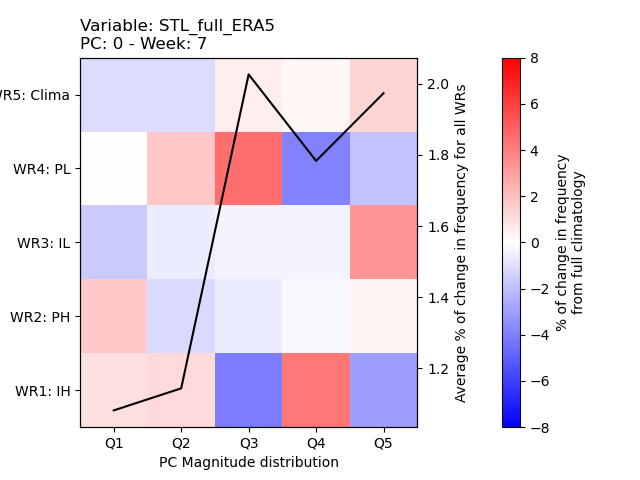 Variable: STL_full_ERA5
PC: 0 - Week: 7
WR5: Clima
WR4: PL
WR3: IL
WR2: PH
WR1: IH
Q1 Q2 Q3 Q4 Q5
PC Magnitude distribution
2.0
1.8
1.6
1.4
1.2
Average % of change in frequency for all WRs
8
6
4
2
0
−2
−4
−6
−8
% of change in frequency
from full climatology